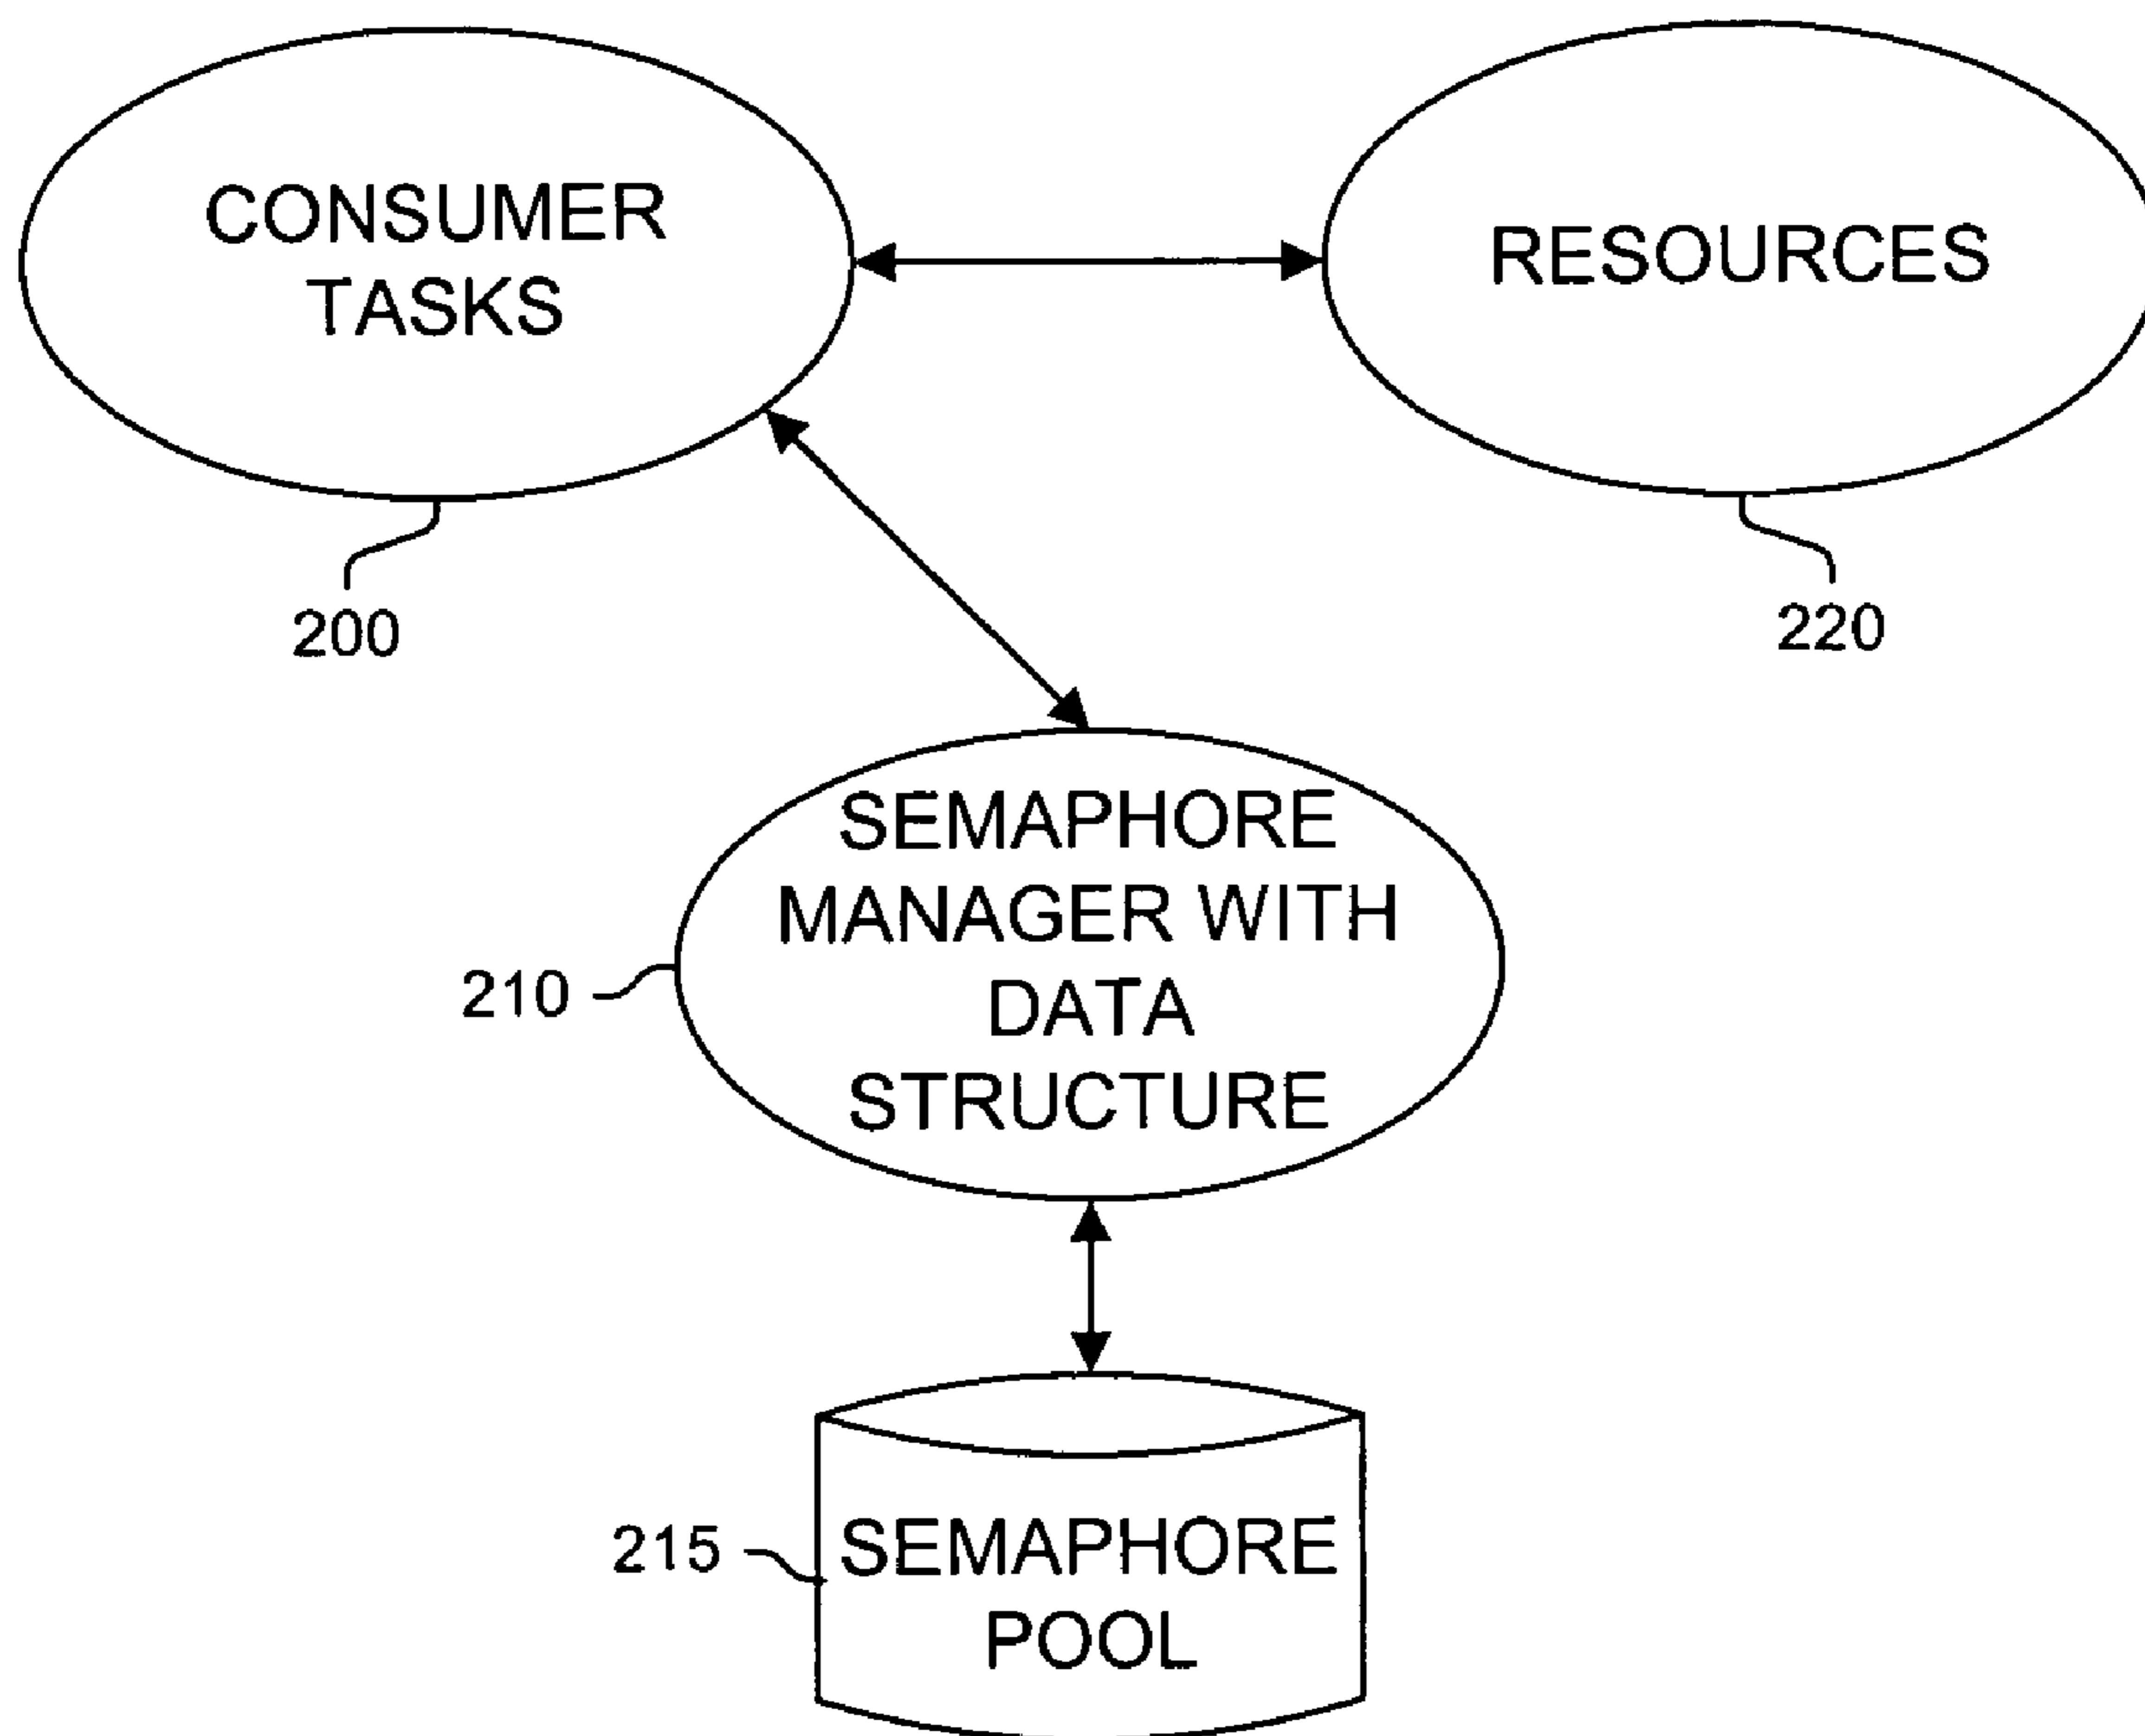 CONSUMER
TASKS
RESOURCES
200
220
SEMAPHORE
MANAGER WITH
DATA
STRUCTURE
210
215
SEMAPHORE
POOL